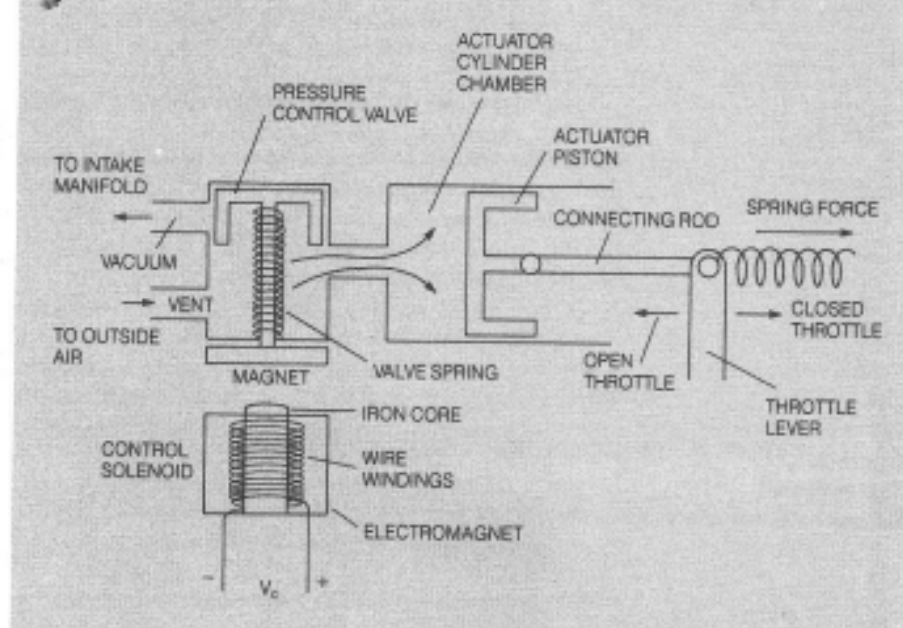 ACTUATOR
CYLINDER
CHAMBER
PRESSURE
CONTROL VALVE
ACTUATOR
PISTON
TO INTAKE
MANIFOLD
CONNECTING ROD
SPRING FORCE
VACUUM
VENT
CLOSED
THROTTLE
TO OUTSIDE
AIR
OPEN
THROTTLE
MAGNET
VALVE SPRING
IRON CORE
THROTTLE
LEVER
CONTROL
SOLENOID
WIRE
WINDINGS
ELECTROMAGNET
- Vc +